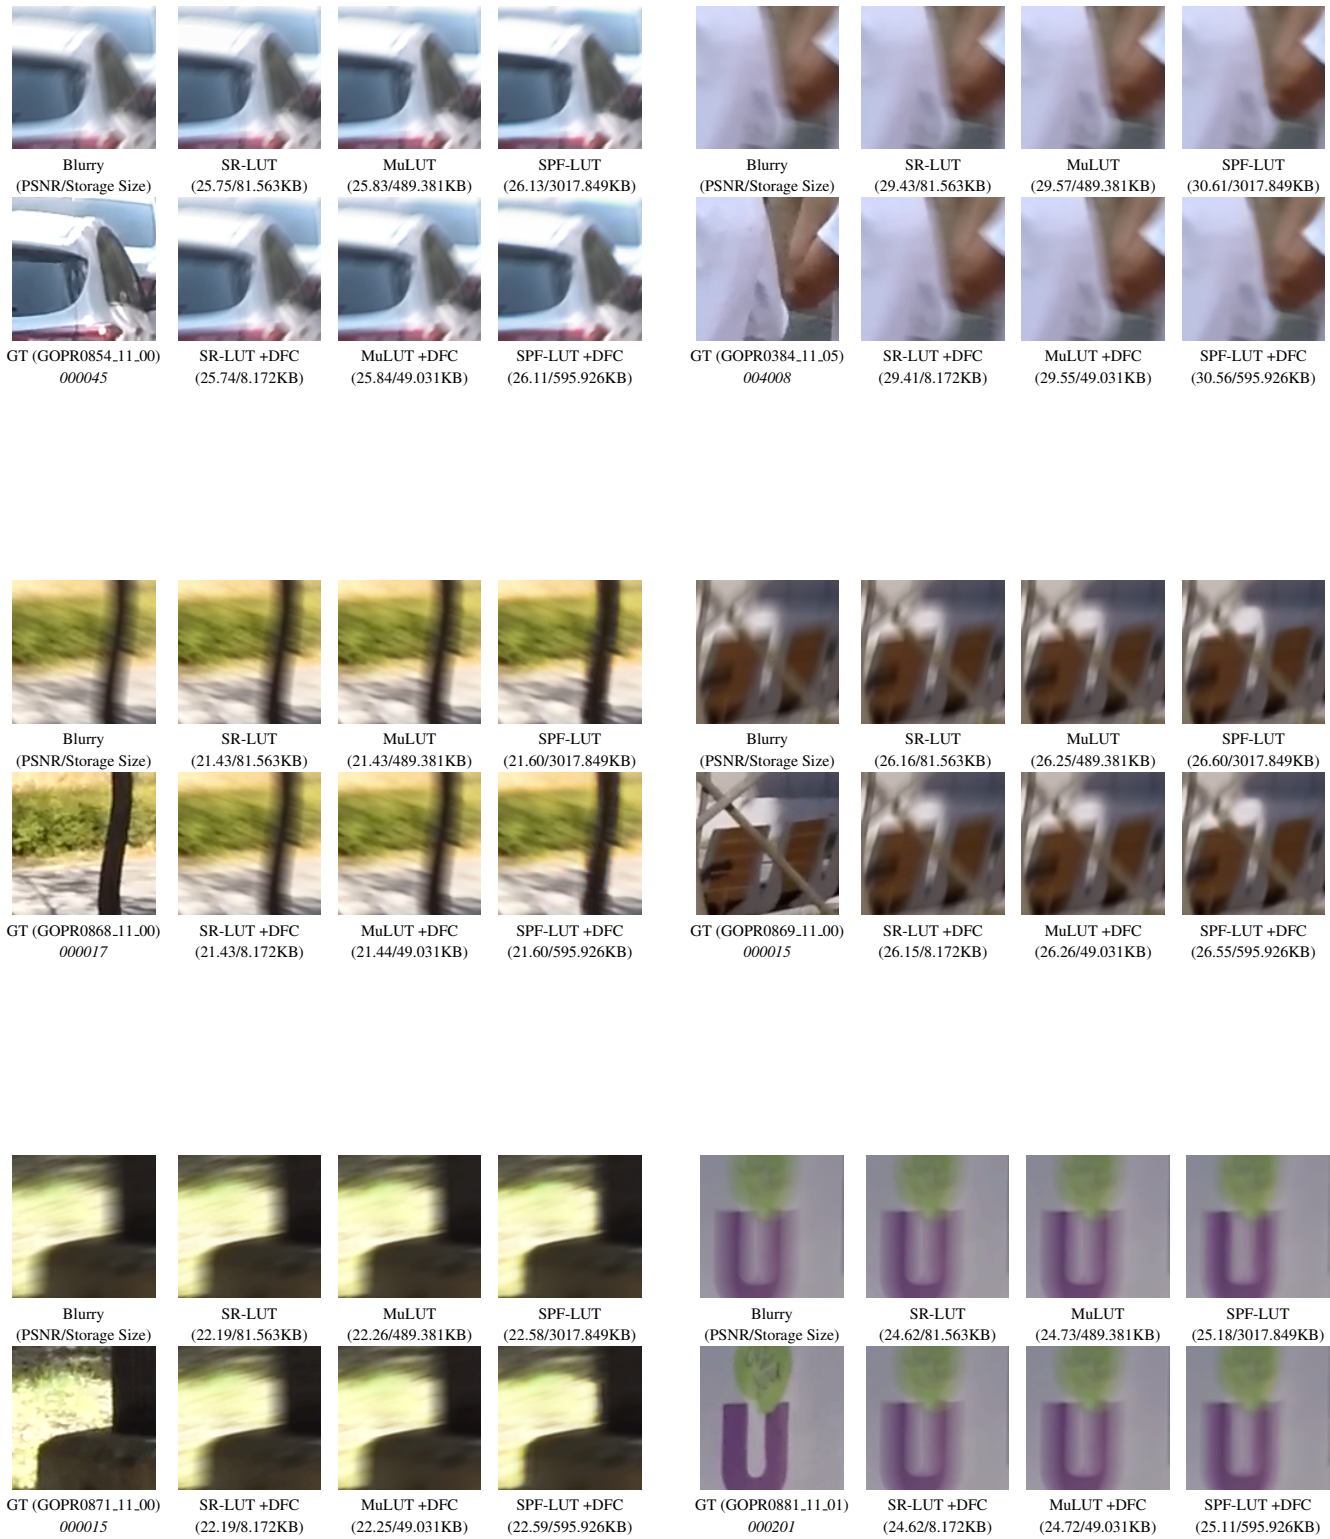 Blurry SR-LUT MuLUT SPF-LUT
(PSNR/Storage Size) (25.75/81.563KB) (25.83/489.381KB) (26.13/3017.849KB)
GT (GOPR0854_11_00) SR-LUT +DFC MuLUT +DFC SPF-LUT +DFC
000045 (25.74/8.172KB) (25.84/49.031KB) (26.11/595.926KB)
Blurry SR-LUT MuLUT SPF-LUT
(PSNR/Storage Size) (29.43/81.563KB) (29.57/489.381KB) (30.61/3017.849KB)
GT (GOPR0384_11_05) SR-LUT +DFC MuLUT +DFC SPF-LUT +DFC
004008 (29.41/8.172KB) (29.55/49.031KB) (30.56/595.926KB)
Blurry SR-LUT MuLUT SPF-LUT
(PSNR/Storage Size) (21.43/81.563KB) (21.43/489.381KB) (21.60/3017.849KB)
GT (GOPR0868_11_00) SR-LUT +DFC MuLUT +DFC SPF-LUT +DFC
000017 (21.43/8.172KB) (21.44/49.031KB) (21.60/595.926KB)
Blurry SR-LUT MuLUT SPF-LUT
(PSNR/Storage Size) (26.16/81.563KB) (26.25/489.381KB) (26.60/3017.849KB)
GT (GOPR0869_11_00) SR-LUT +DFC MuLUT +DFC SPF-LUT +DFC
000015 (26.15/8.172KB) (26.26/49.031KB) (26.55/595.926KB)
Blurry SR-LUT MuLUT SPF-LUT
(PSNR/Storage Size) (22.19/81.563KB) (22.26/489.381KB) (22.58/3017.849KB)
GT (GOPR0871_11_00) SR-LUT +DFC MuLUT +DFC SPF-LUT +DFC
000015 (22.19/8.172KB) (22.25/49.031KB) (22.59/595.926KB)
Blurry SR-LUT MuLUT SPF-LUT
(PSNR/Storage Size) (24.62/81.563KB) (24.73/489.381KB) (25.18/3017.849KB)
GT (GOPR0881_11_01) SR-LUT +DFC MuLUT +DFC SPF-LUT +DFC
000201 (24.62/8.172KB) (24.72/49.031KB) (25.11/595.926KB)